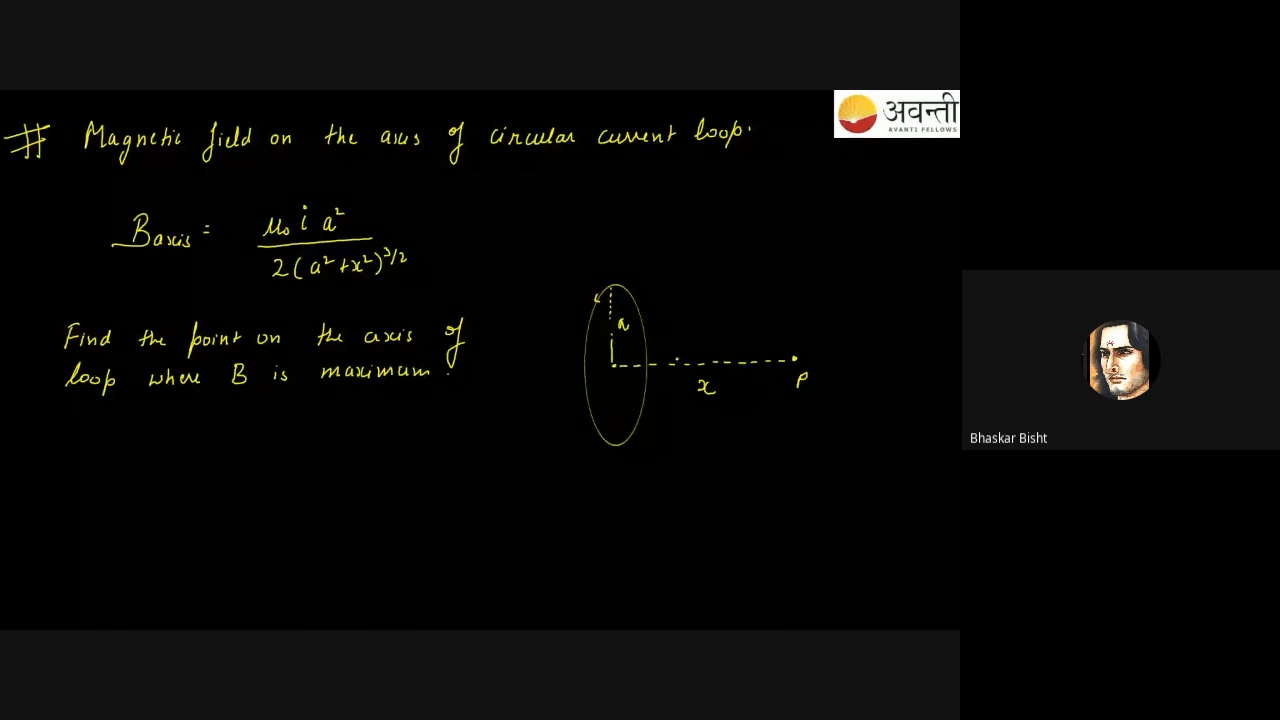 # Magnetic field on the axis of circular current loop.
अवन्ती
AVANTI FELLOWS
B axis = μ₀ i a² / 2(a²+x²)^3/2
Find the point on the axis of
loop where B is maximum.
a
x
P
Bhaskar Bisht